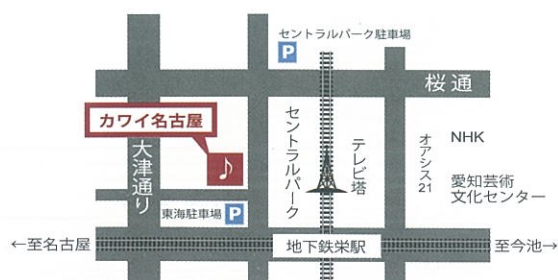 セントラルパーク駐車場
P
桜通
カワイ名古屋
大津通り
セントラルパーク
テレビ塔
オアシス21
NHK
愛知芸術
文化センター
東海駐車場 P
←至名古屋
地下鉄栄駅
至今池→